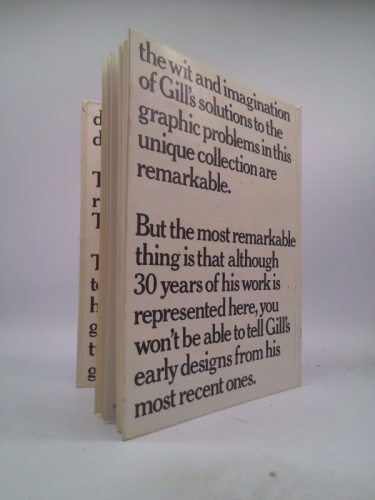 the wit and imagination
of Gill's solutions to the
graphic problems in this
unique collection are
remarkable.
But the most remarkable
thing is that although
30 years of his work is
represented here, you
won't be able to tell Gill's
early designs from his
most recent ones.